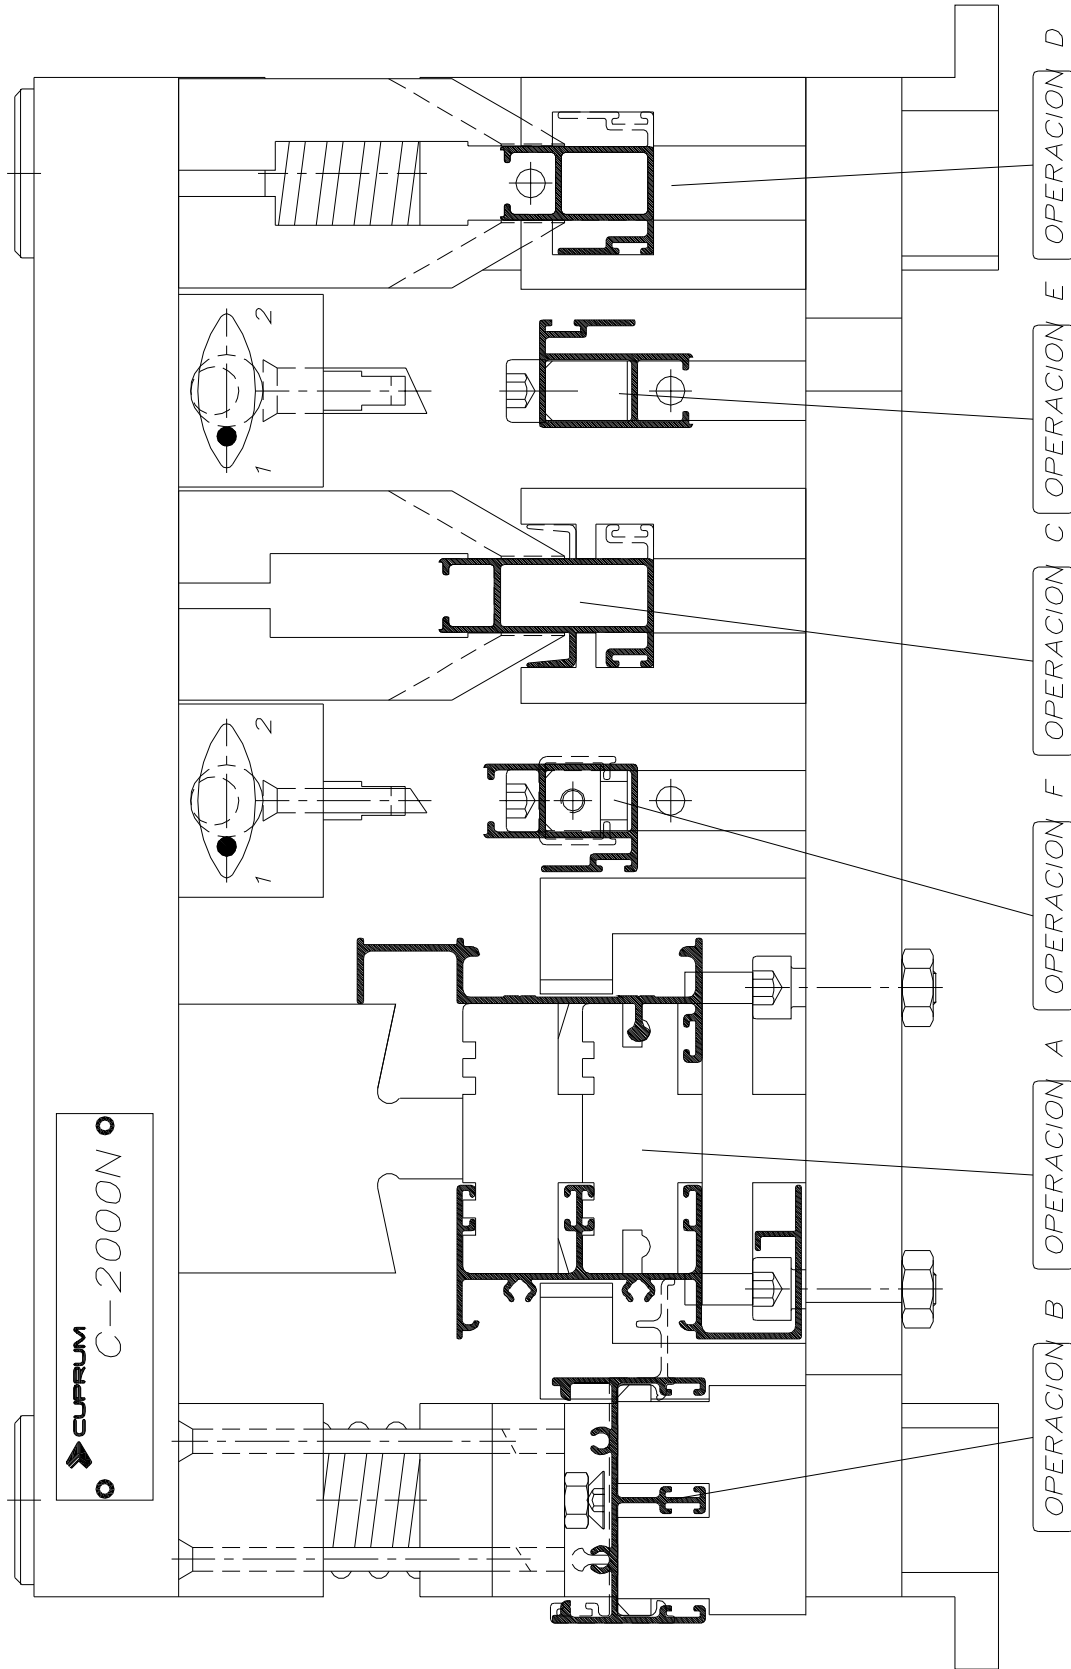 CUPRUM
C-2000N
1 2
1 2
OPERACION B
OPERACION A
OPERACION F
OPERACION C
OPERACION E
OPERACION D